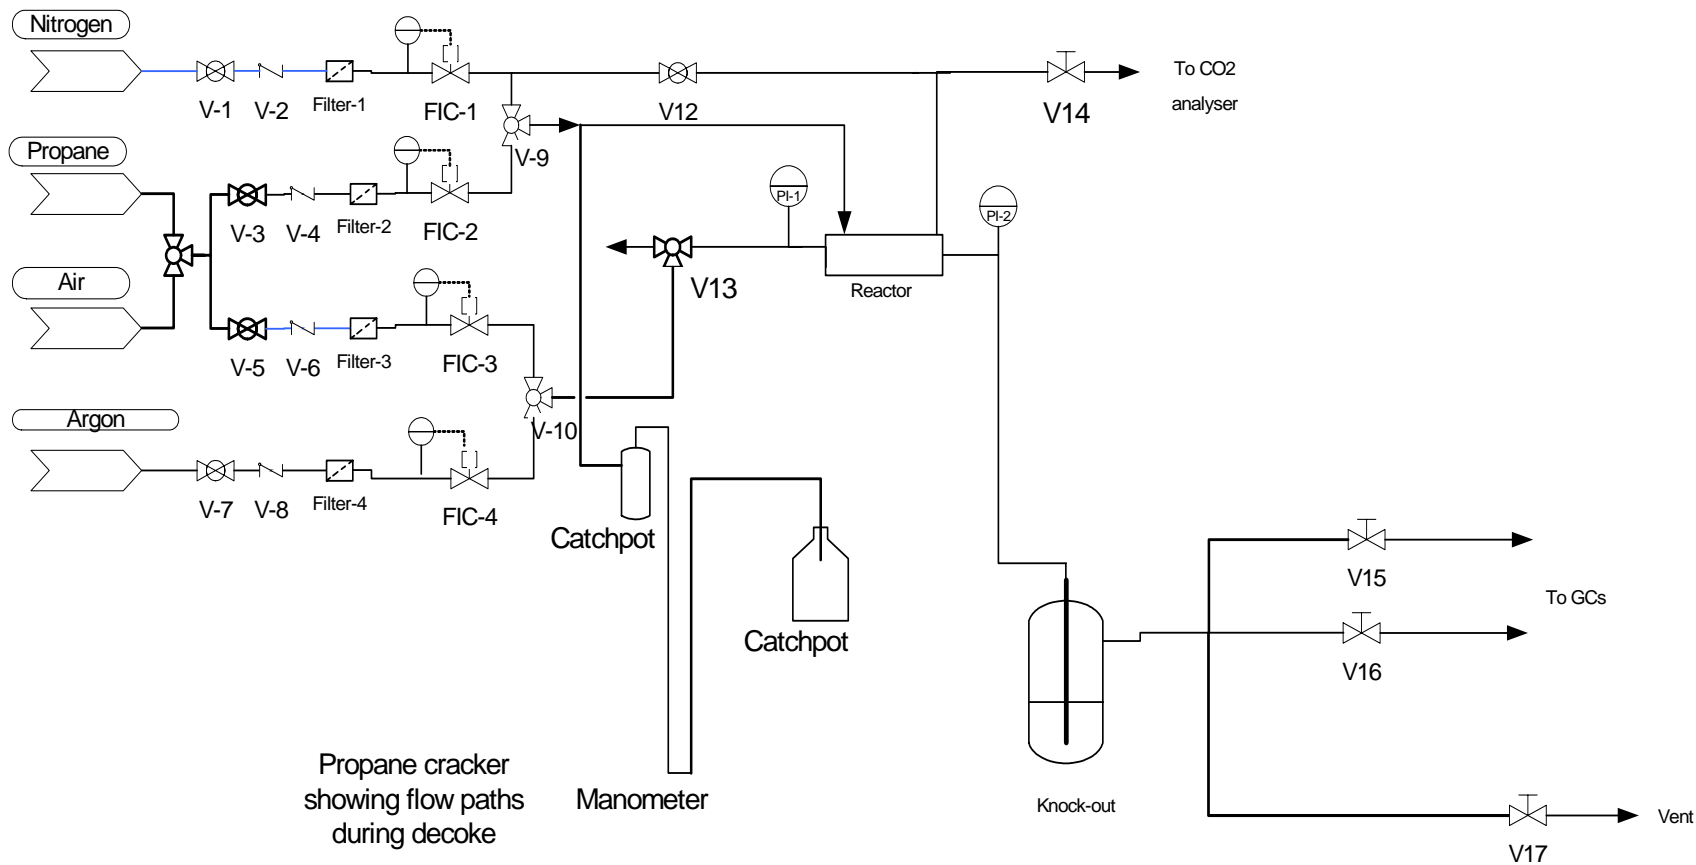 Nitrogen
V-1
V-2
Filter-1
FIC-1
V12
V14
To CO2
analyser
V-9
Propane
V-3
V-4
Filter-2
FIC-2
PI-1
PI-2
V13
Reactor
Air
V-5
V-6
Filter-3
FIC-3
Argon
V-10
V-7
V-8
Filter-4
FIC-4
Catchpot
Catchpot
V15
To GCs
V16
Knock-out
Vent
V17
Propane cracker
showing flow paths
during decoke
Manometer